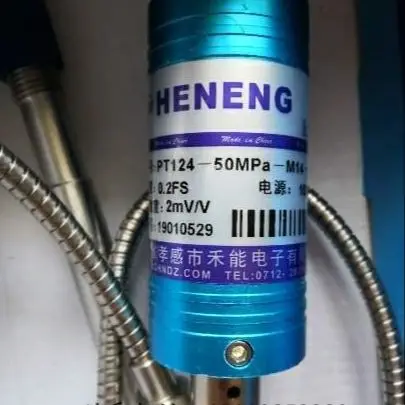 HENENG
Made in China Made in China
PT124-50MPa-M14
0.2FS 电源:
2mV/V
19010529
孝感市禾能电子有
NDZ.COM TEL:0712-